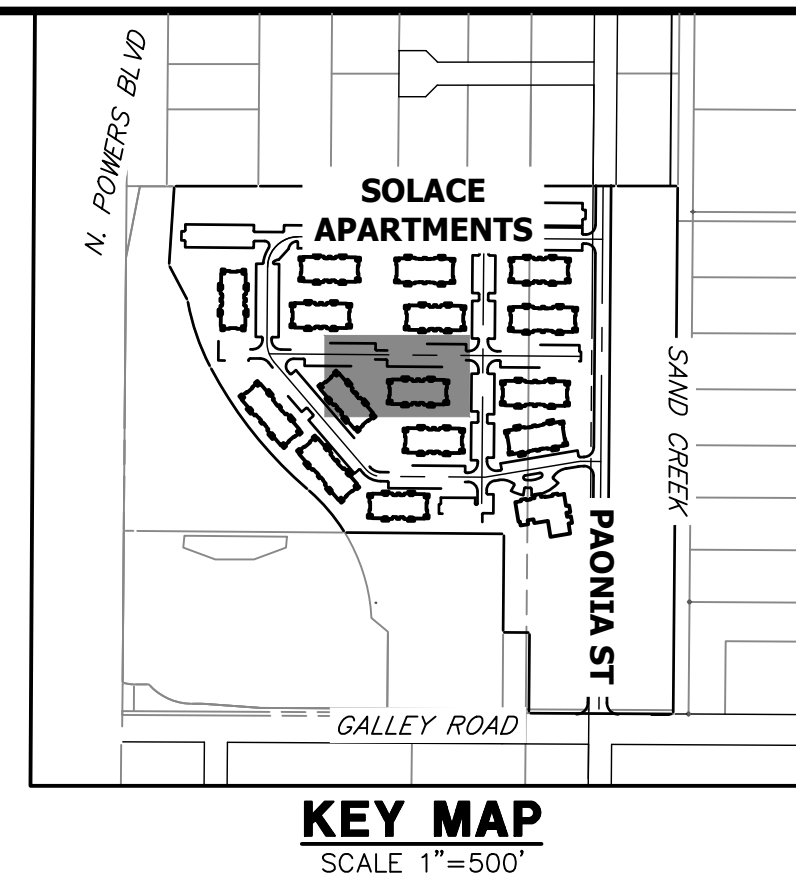 N. POWERS BLVD
SOLACE
APARTMENTS
SAND CREEK
PAONIA ST
GALLEY ROAD
KEY MAP
SCALE 1"=500'